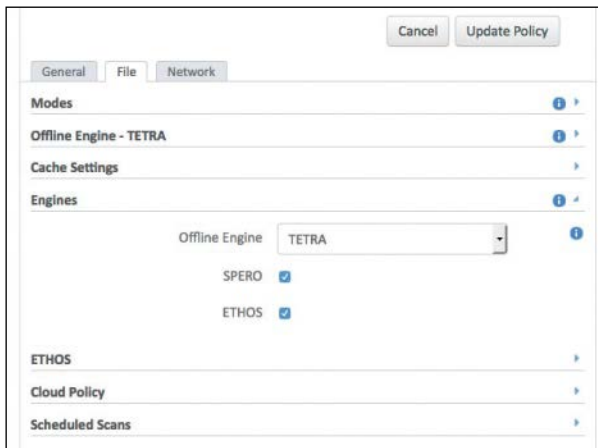 Cancel Update Policy
General File Network
Modes
Offline Engine - TETRA
Cache Settings
Engines
Offline Engine TETRA
SPERO
ETHOS
ETHOS
Cloud Policy
Scheduled Scans